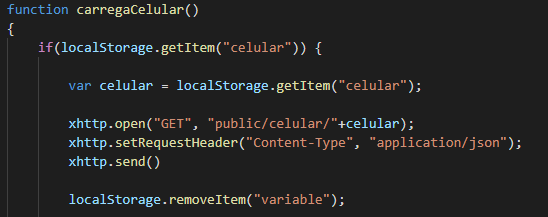 function carregaCelular()
{
if(localStorage.getItem("celular")) {
var celular = localStorage.getItem("celular");
xhttp.open("GET", "public/celular/"+celular);
xhttp.setRequestHeader("Content-Type", "application/json");
xhttp.send()
localStorage.removeItem("variable");